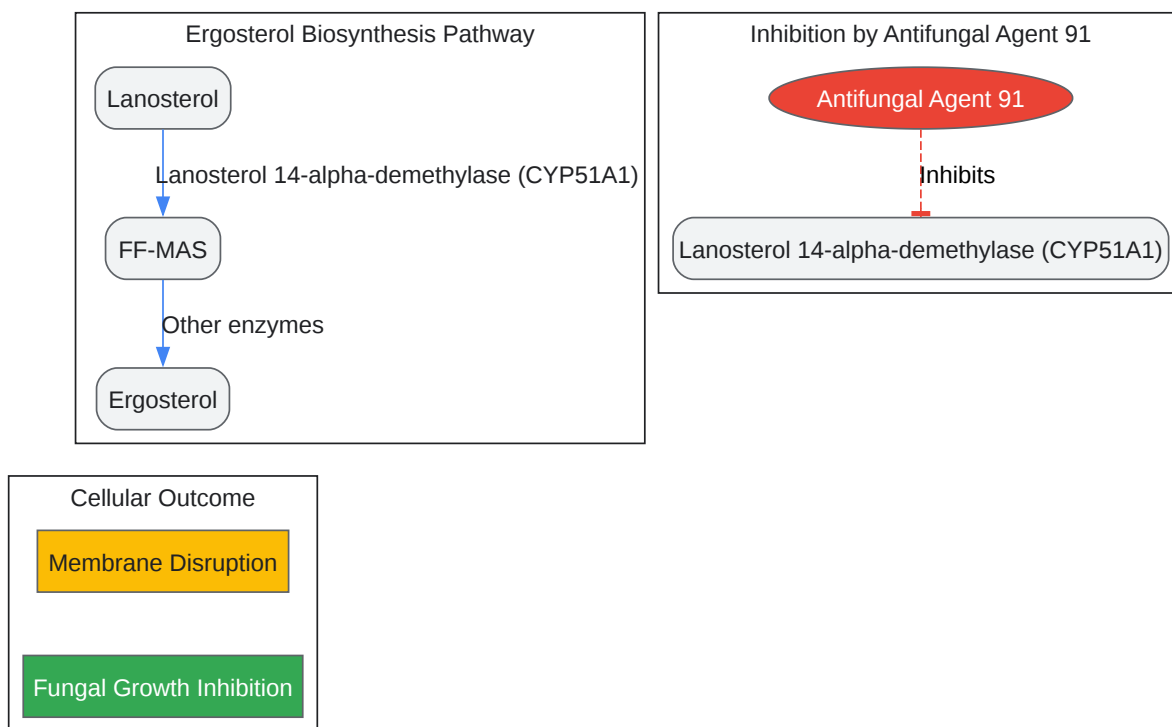 Ergosterol Biosynthesis Pathway
Lanosterol
Lanosterol 14-alpha-demethylase (CYP51A1)
FF-MAS
Other enzymes
Ergosterol
Inhibition by Antifungal Agent 91
Antifungal Agent 91
Inhibits
Lanosterol 14-alpha-demethylase (CYP51A1)
Cellular Outcome
Membrane Disruption
Fungal Growth Inhibition